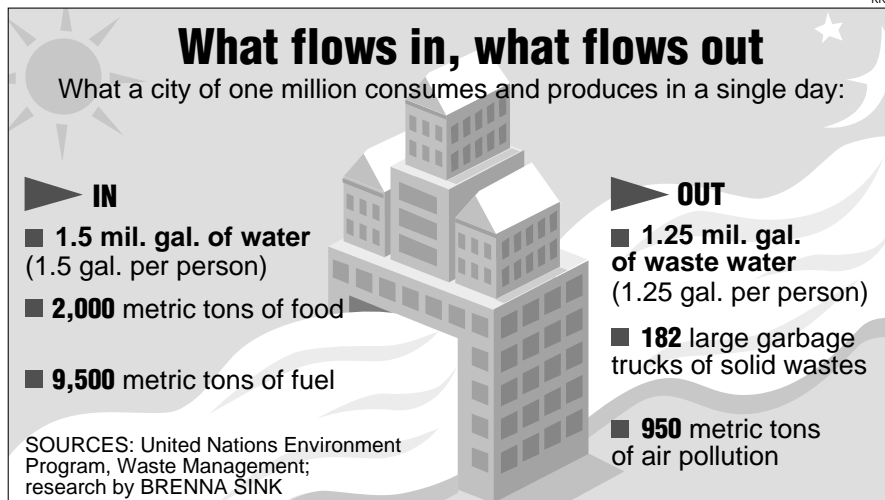 What flows in, what flows out
What a city of one million consumes and produces in a single day:
IN
1.5 mil. gal. of water
(1.5 gal. per person)
2,000 metric tons of food
9,500 metric tons of fuel
SOURCES: United Nations Environment
Program, Waste Management;
research by BRENNA SINK
OUT
1.25 mil. gal.
of waste water
(1.25 gal. per person)
182 large garbage
trucks of solid wastes
950 metric tons
of air pollution